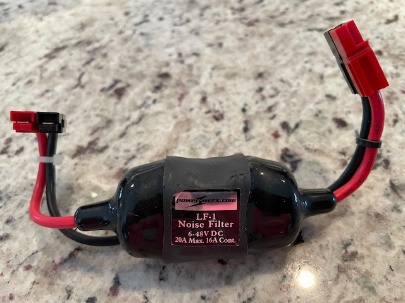 powerwerx.com
LF-1
Noise Filter
6-48V DC
20A Max. 16A Cont.